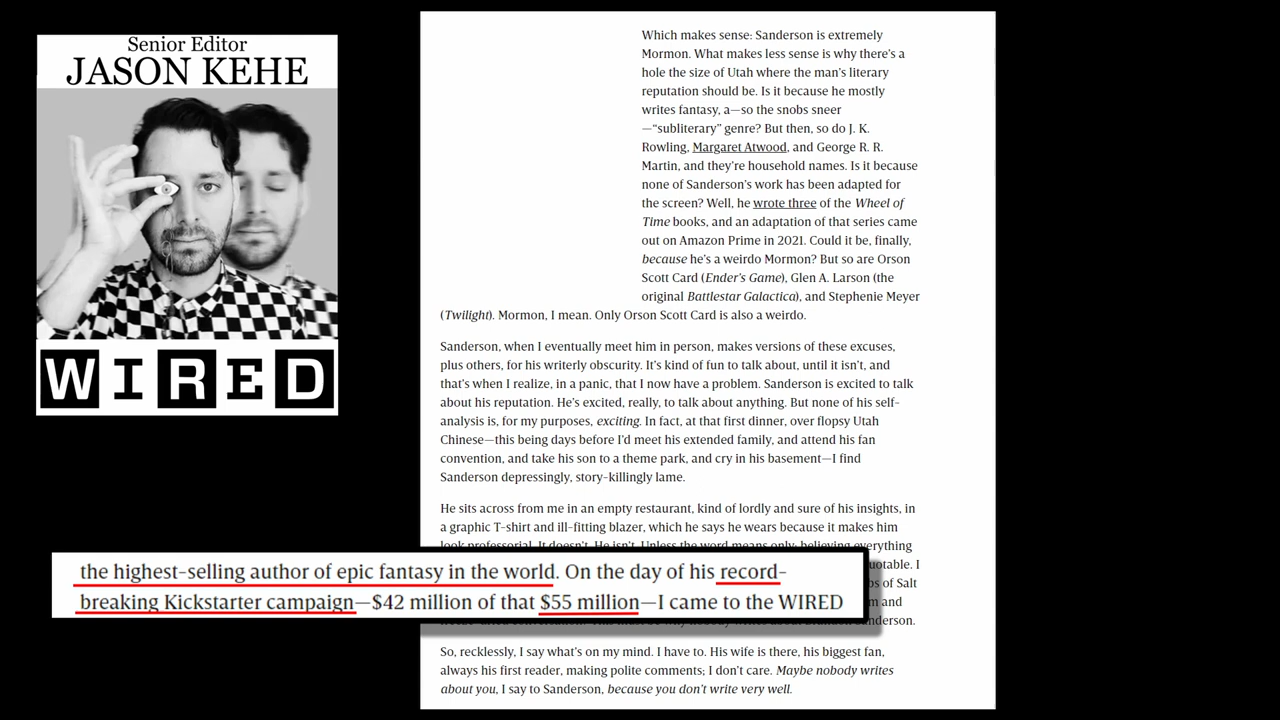 Senior Editor
JASON KEHE
WIRED
Which makes sense: Sanderson is extremely
Mormon. What makes less sense is why there's a
hole the size of Utah where the man's literary
reputation should be. Is it because he mostly
writes fantasy, a—so the snobs sneer
—“subliterary” genre? But then, so do J. K.
Rowling, Margaret Atwood, and George R. R.
Martin, and they're household names. Is it because
none of Sanderson's work has been adapted for
the screen? Well, he wrote three of the Wheel of
Time books, and an adaptation of that series came
out on Amazon Prime in 2021. Could it be, finally,
because he's a weirdo Mormon? But so are Orson
Scott Card (Ender's Game), Glen A. Larson (the
original Battlestar Galactica), and Stephenie Meyer
(Twilight). Mormon, I mean. Only Orson Scott Card is also a weirdo.
Sanderson, when I eventually meet him in person, makes versions of these excuses,
plus others, for his writerly obscurity. It's kind of fun to talk about, until it isn't, and
that's when I realize, in a panic, that I now have a problem. Sanderson is excited to talk
about his reputation. He's excited, really, to talk about anything. But none of his self-
analysis is, for my purposes, exciting. In fact, at that first dinner, over flopsy Utah
Chinese—this being days before I'd meet his extended family, and attend his fan
convention, and take his son to a theme park, and cry in his basement—I find
Sanderson depressingly, story-killingly lame.
He sits across from me in an empty restaurant, kind of lordly and sure of his insights, in
a graphic T-shirt and ill-fitting blazer, which he says he wears because it makes him
look professorial. It doesn't. He isn't. Unless the word means only: believing everything
the highest-selling author of epic fantasy in the world. On the day of his record-
breaking Kickstarter campaign—$42 million of that $55 million—I came to the WIRED
So, recklessly, I say what's on my mind. I have to. His wife is there, his biggest fan,
always his first reader, making polite comments; I don't care. Maybe nobody writes
about you, I say to Sanderson, because you don't write very well.